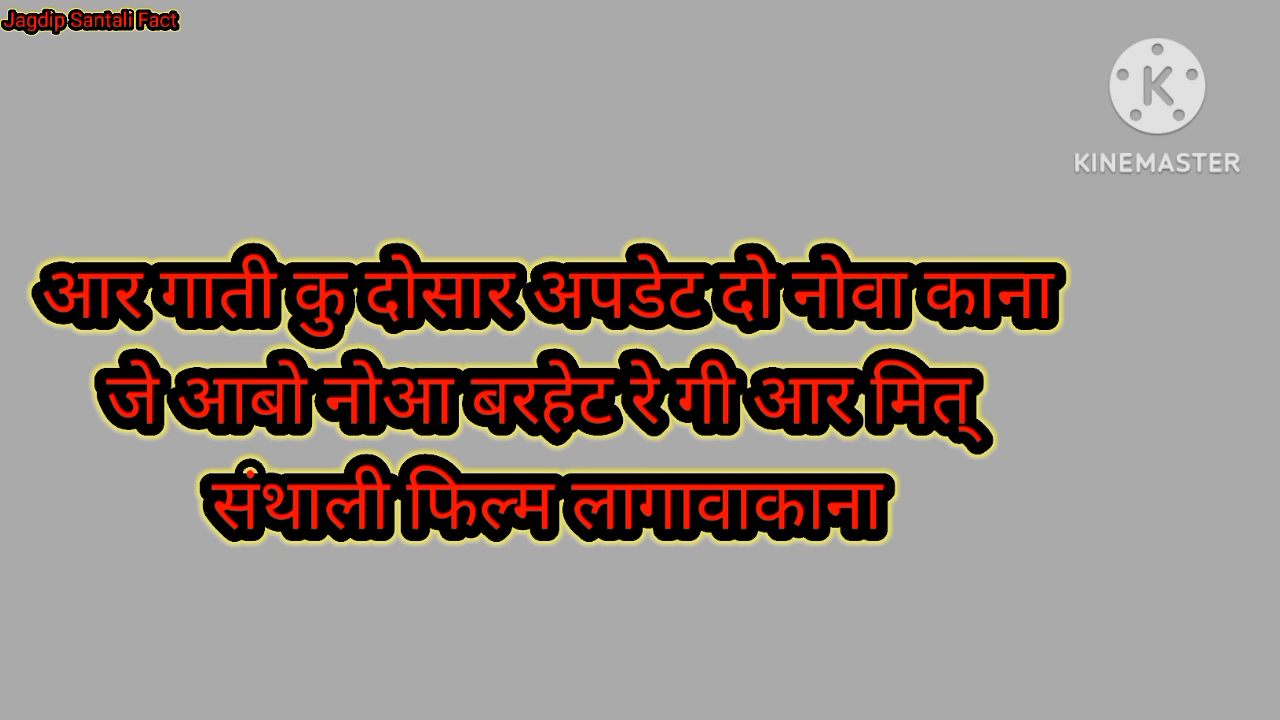 Jagdip Santali Fact
KINEMASTER
आर गाती कु दोसार अपडेट दो नोवा काना
जे आबो नोआ बरहेट रे गी आर मित्
संथाली फिल्म लागावाकाना